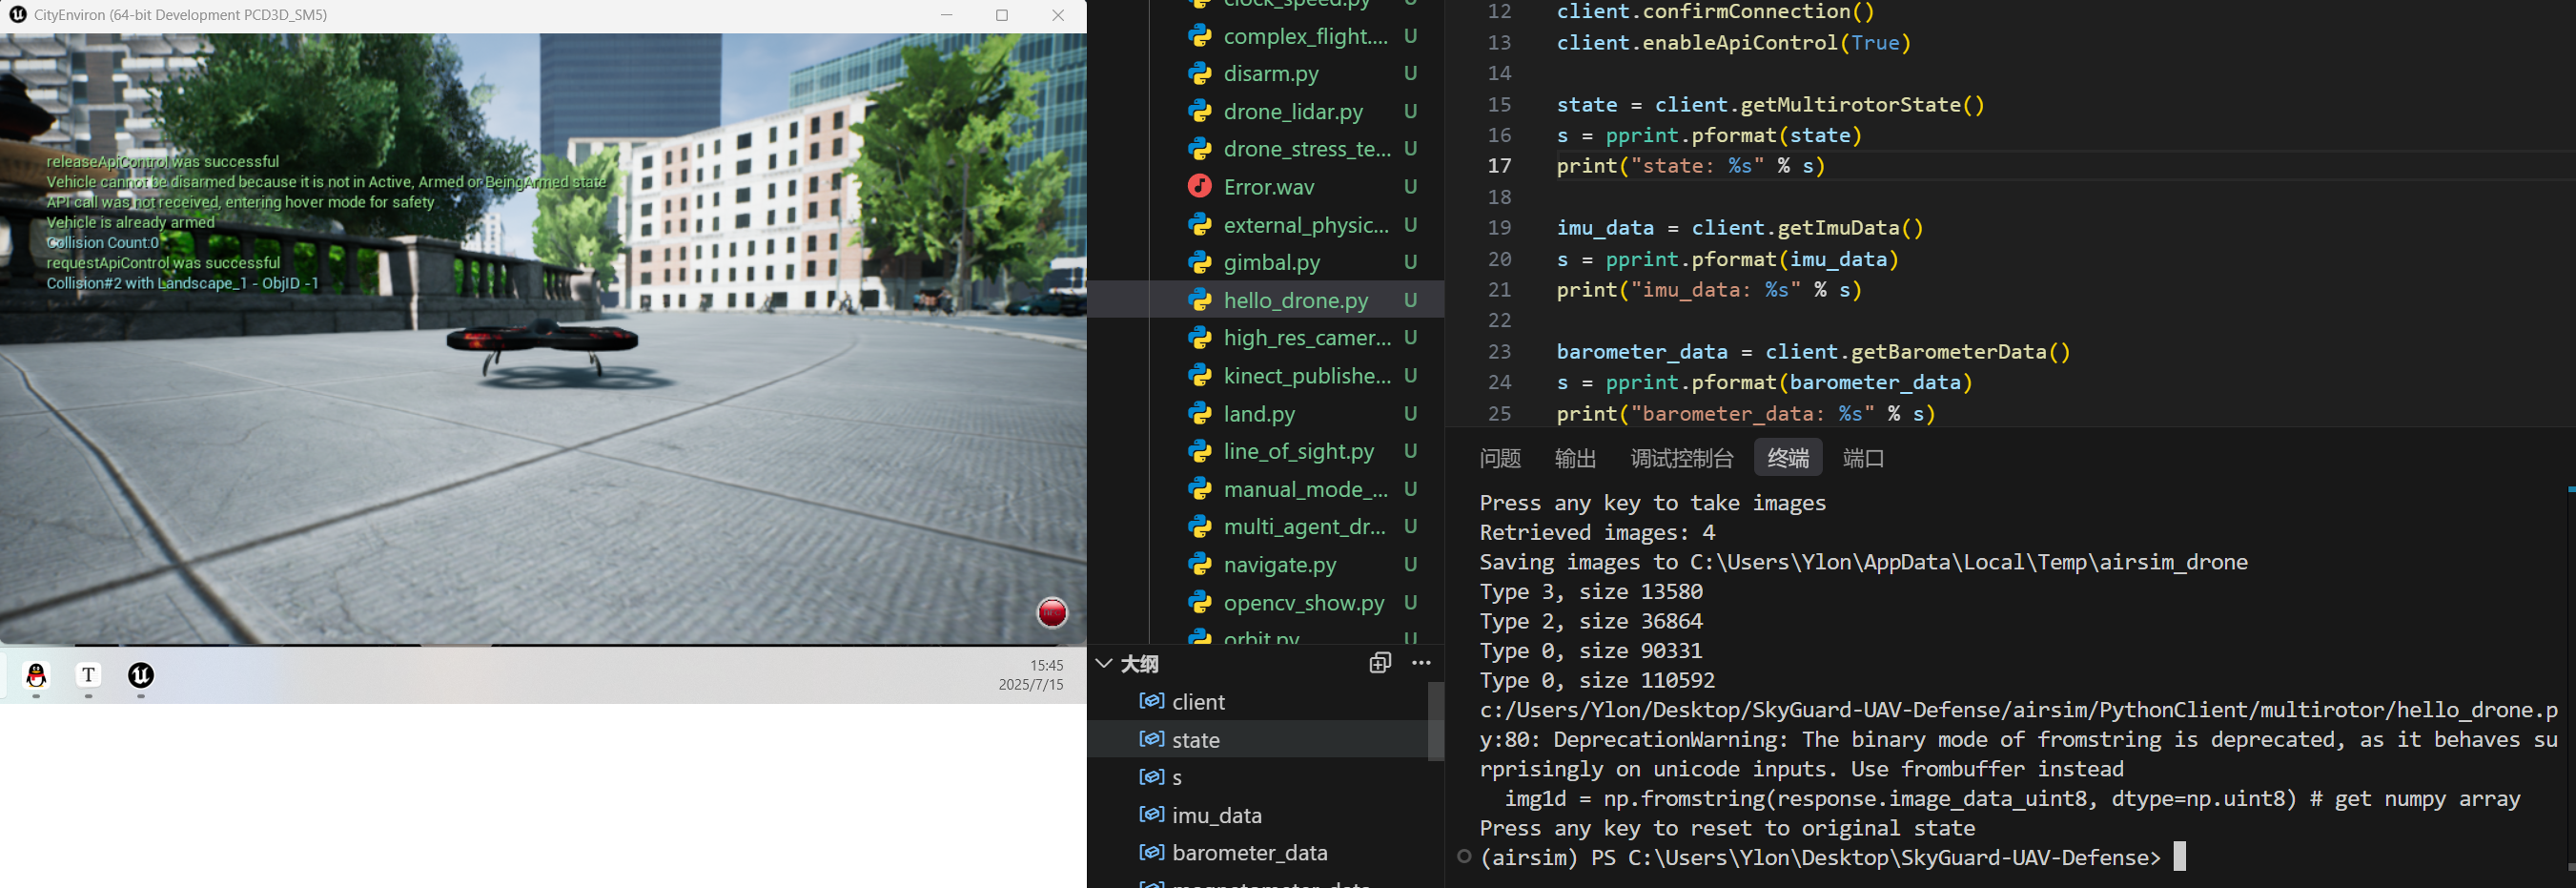 CityEnviron (64-bit Development PCD3D_SM5)
releaseApiControl was successful
Vehicle cannot be disarmed because it is not in Active, Armed or BeingArmed state
API call was not received, entering hover mode for safety
Vehicle is already armed
Collision Count:0
requestApiControl was successful
Collision#2 with Landscape_1 - ObjID -1
T
15:45
2025/7/15
clock_speed.py U
complex_flight.... U
disarm.py U
drone_lidar.py U
drone_stress_te... U
Error.wav U
external_physic... U
gimbal.py U
hello_drone.py U
high_res_camer... U
kinect_publishe... U
land.py U
line_of_sight.py U
manual_mode_... U
multi_agent_dr... U
navigate.py U
opencv_show.py U
orbit.py U
大纲
client
state
s
imu_data
barometer_data
magnetometer_data
12 client.confirmConnection()
13 client.enableApiControl(True)
14
15 state = client.getMultirotorState()
16 s = pprint.pformat(state)
17 print("state: %s" % s)
18
19 imu_data = client.getImuData()
20 s = pprint.pformat(imu_data)
21 print("imu_data: %s" % s)
22
23 barometer_data = client.getBarometerData()
24 s = pprint.pformat(barometer_data)
25 print("barometer_data: %s" % s)
问题 输出 调试控制台 终端 端口
Press any key to take images
Retrieved images: 4
Saving images to C:\Users\Ylon\AppData\Local\Temp\airsim_drone
Type 3, size 13580
Type 2, size 36864
Type 0, size 90331
Type 0, size 110592
c:/Users/Ylon/Desktop/SkyGuard-UAV-Defense/airsim/PythonClient/multirotor/hello_drone.p
y:80: DeprecationWarning: The binary mode of fromstring is deprecated, as it behaves su
rprisingly on unicode inputs. Use frombuffer instead
img1d = np.fromstring(response.image_data_uint8, dtype=np.uint8) # get numpy array
Press any key to reset to original state
(airsim) PS C:\Users\Ylon\Desktop\SkyGuard-UAV-Defense>